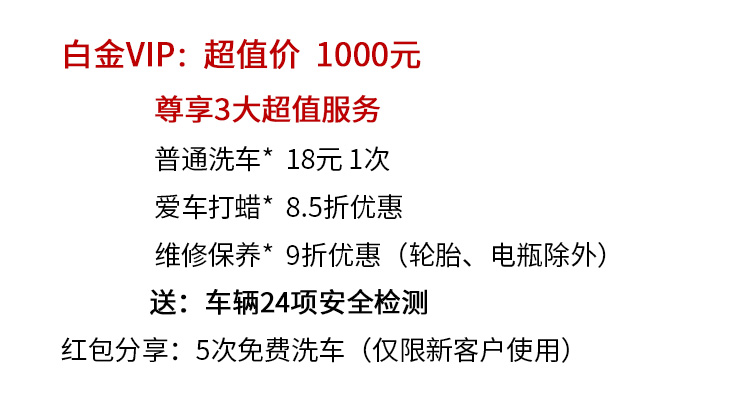 白金VIP：超值价 1000元
尊享3大超值服务
普通洗车* 18元 1次
爱车打蜡* 8.5折优惠
维修保养* 9折优惠（轮胎、电瓶除外）
送：车辆24项安全检测
红包分享：5次免费洗车（仅限新客户使用）